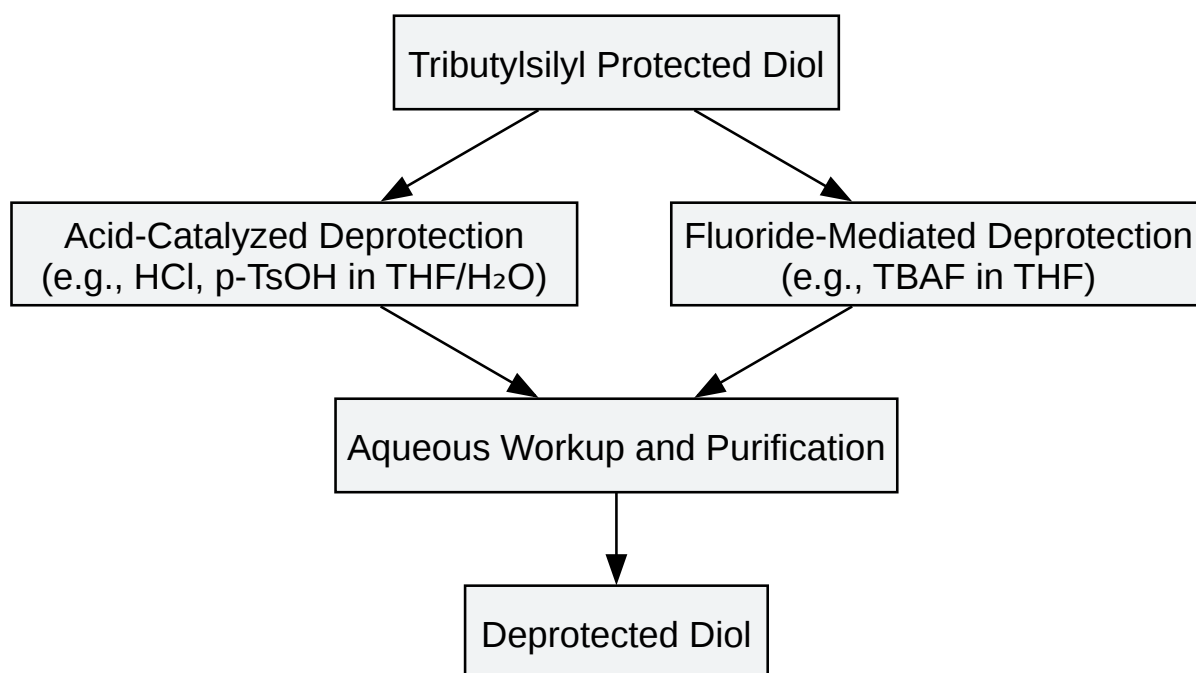 Tributylsilyl Protected Diol
Acid-Catalyzed Deprotection
(e.g., HCl, p-TsOH in THF/H₂O)
Fluoride-Mediated Deprotection
(e.g., TBAF in THF)
Aqueous Workup and Purification
Deprotected Diol